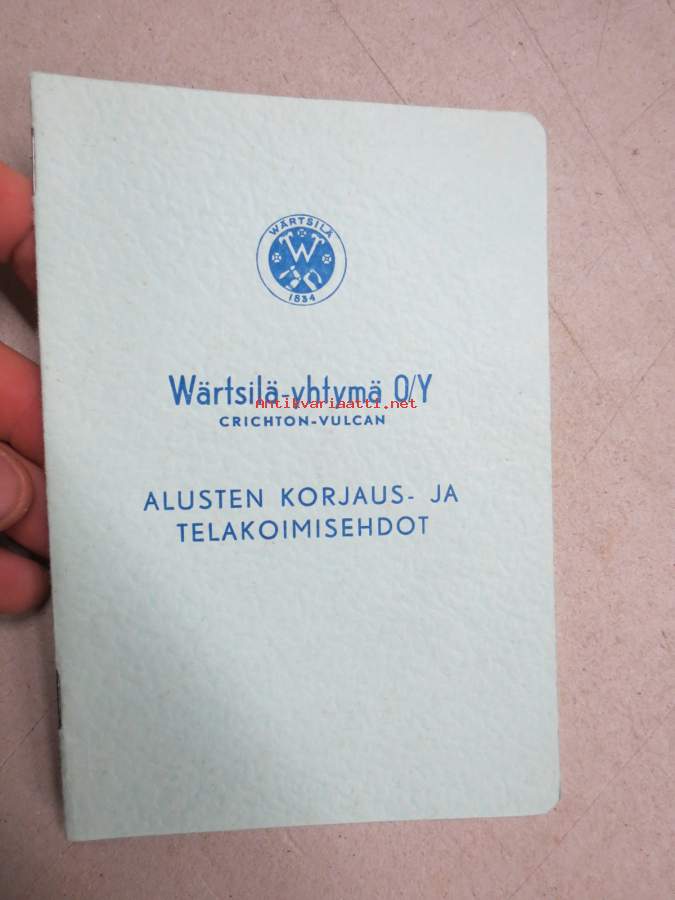 WÄRTSILÄ
W
1834
Wärtsilä-yhtymä O/Y
Antikvariaatti.net
CRICHTON-VULCAN
ALUSTEN KORJAUS- JA
TELAKOIMISEHDOT